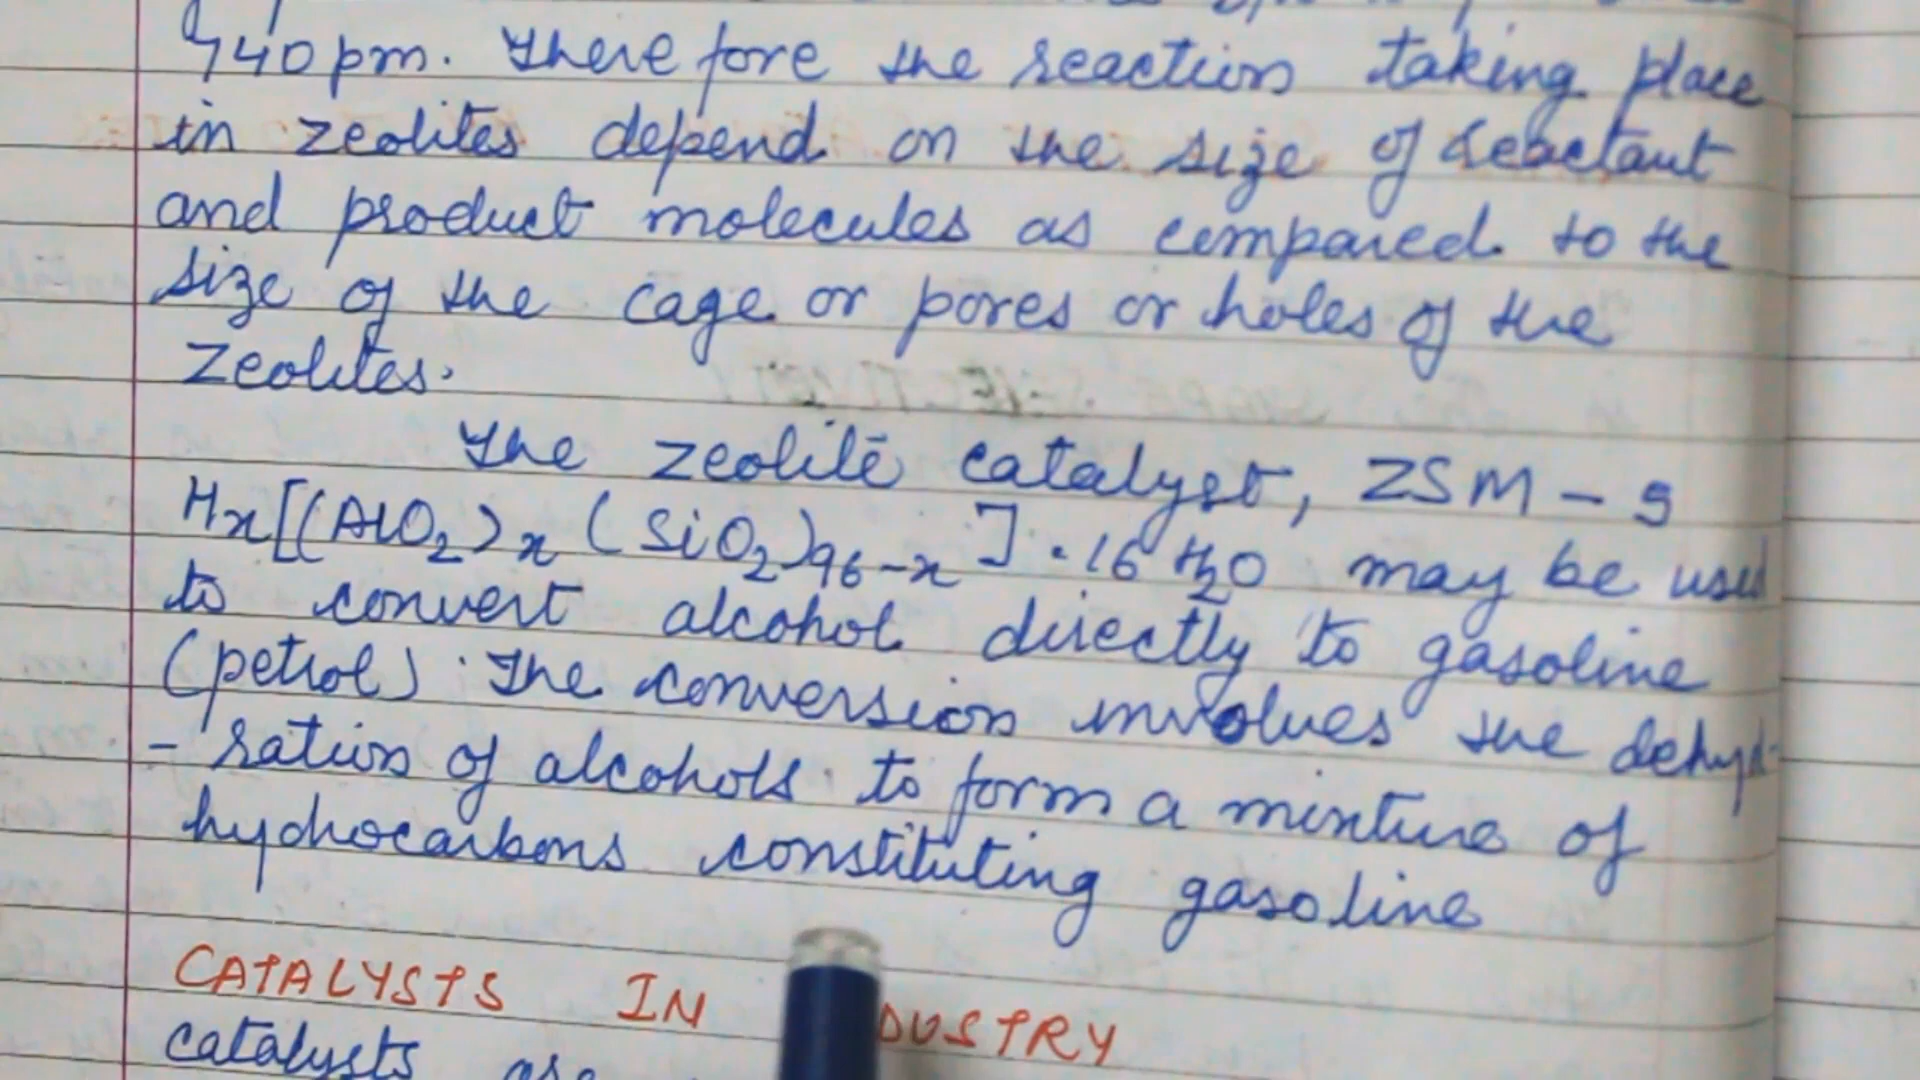 740pm. Therefore the reaction taking place
in zeolites depend on the size of reactant
and product molecules as compared to the
size of the cage or pores or holes of the
zeolites.
The zeolite catalyst, ZSM-5
Hx[(AlO2)x(SiO2)96-x]·16H2O may be used
to convert alcohol directly to gasoline
(petrol). The conversion involves the dehyd-
-ration of alcohols to form a mixture of
hydrocarbons constituting gasoline
CATALYSTS IN DUSTRY
catalysts are